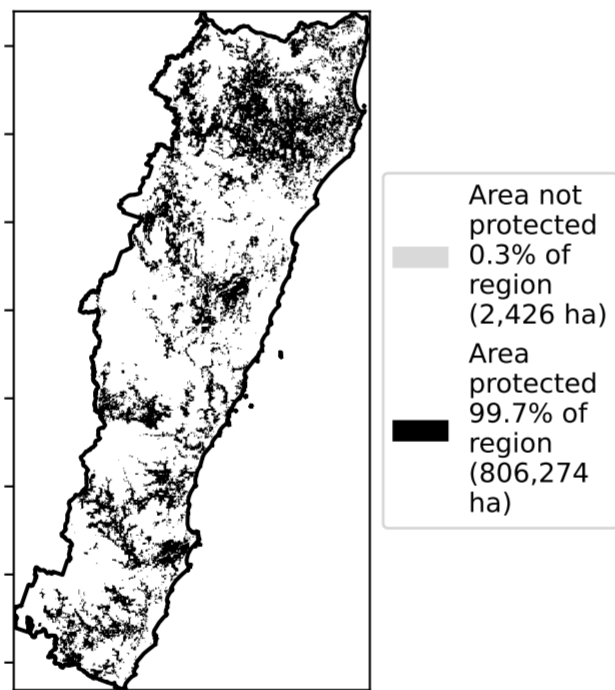 Area not
protected
0.3% of
region
(2,426 ha)
Area
protected
99.7% of
region
(806,274
ha)